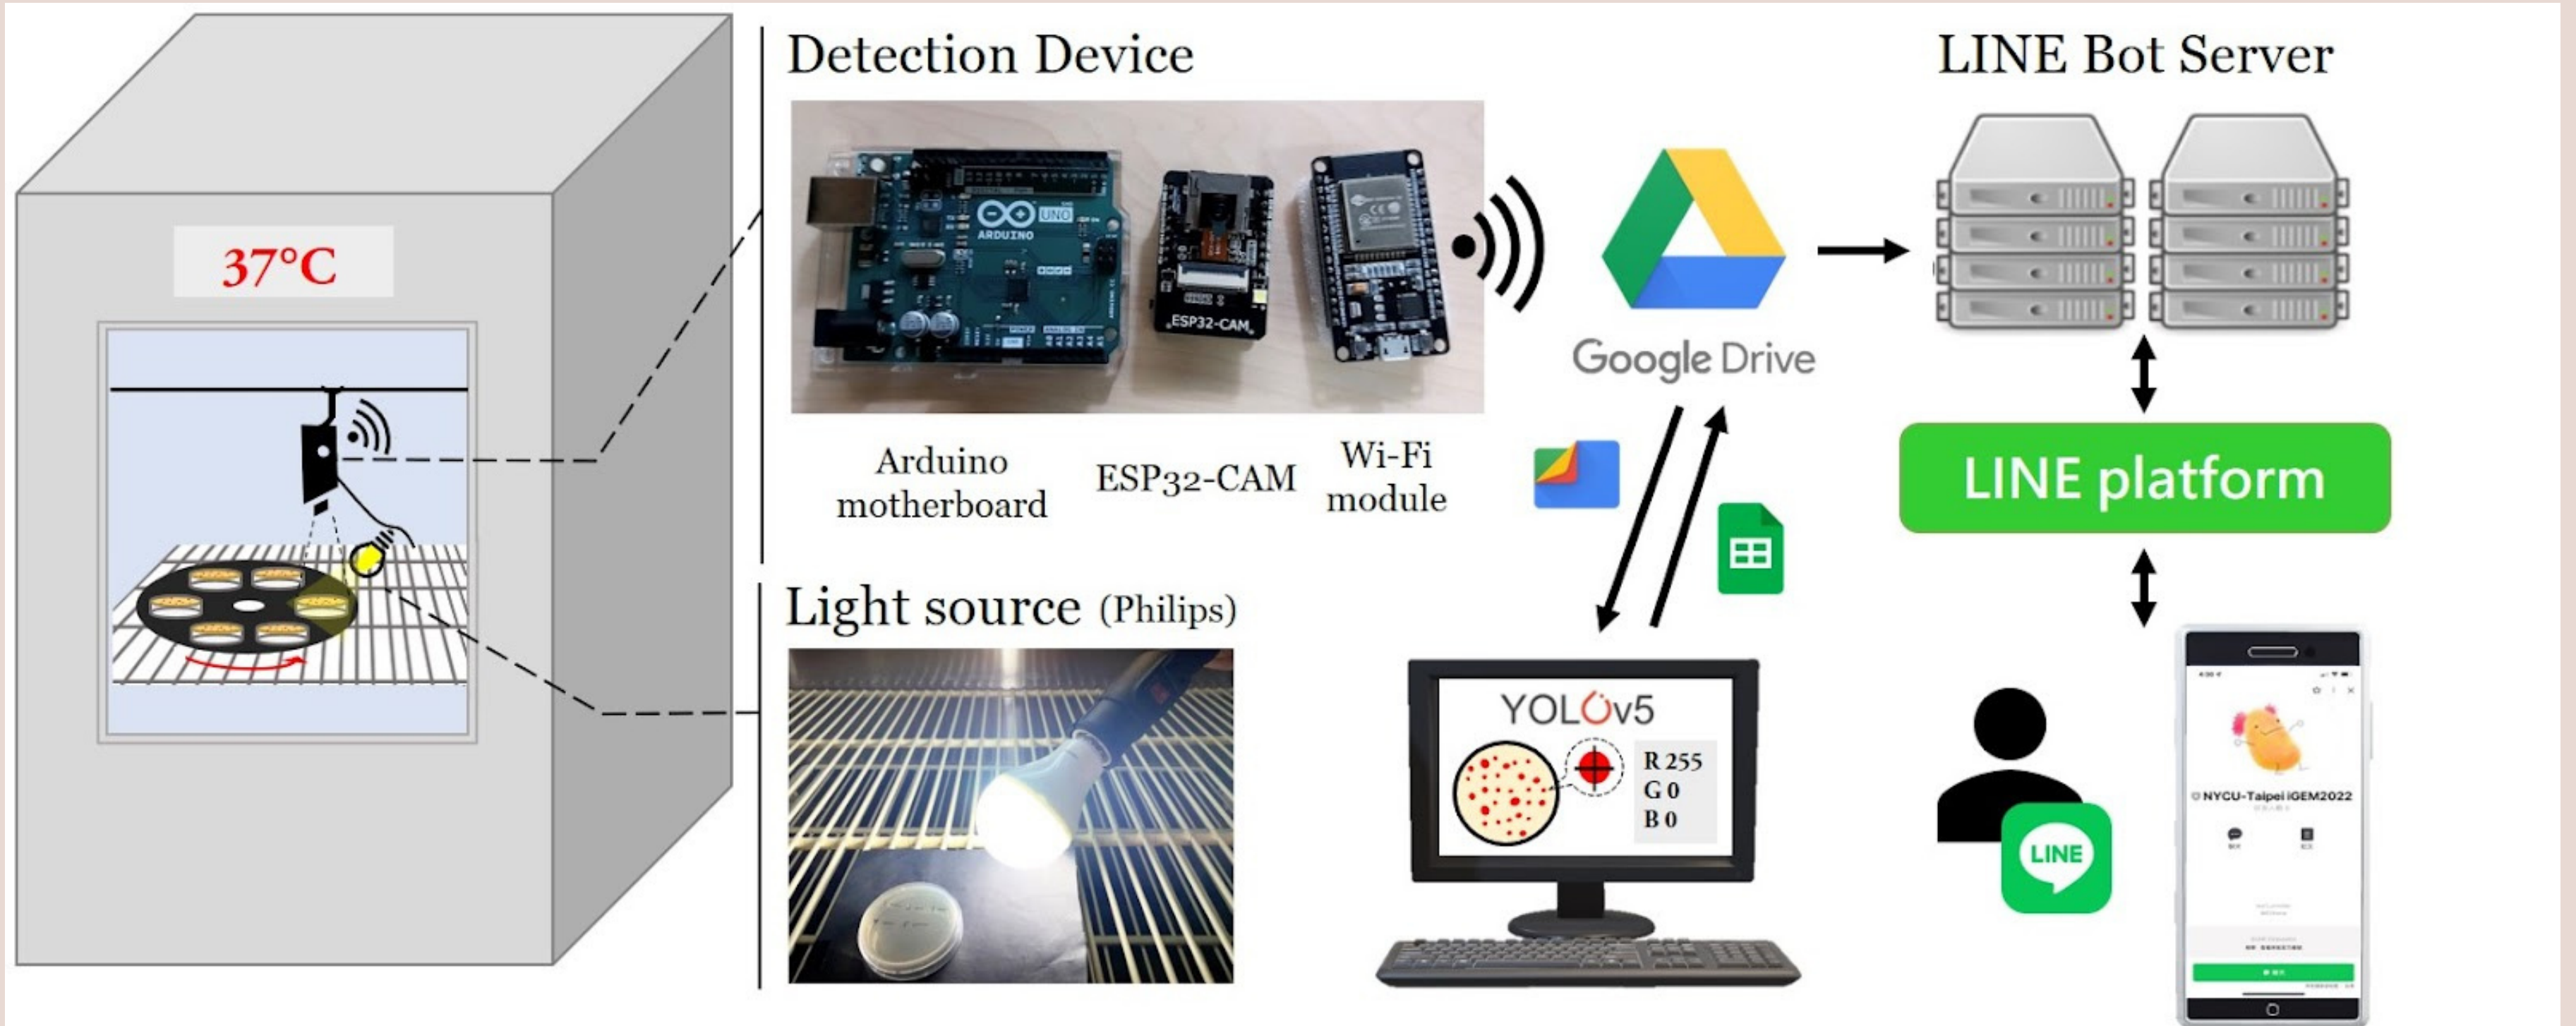 37°C
Detection Device
ARDUINO
UNO
ESP32-CAM
Arduino
motherboard
ESP32-CAM
Wi-Fi
module
Light source (Philips)
Google Drive
YOLOv5
R 255
G 0
B 0
LINE Bot Server
LINE platform
LINE
NYCU-Taipei iGEM2022